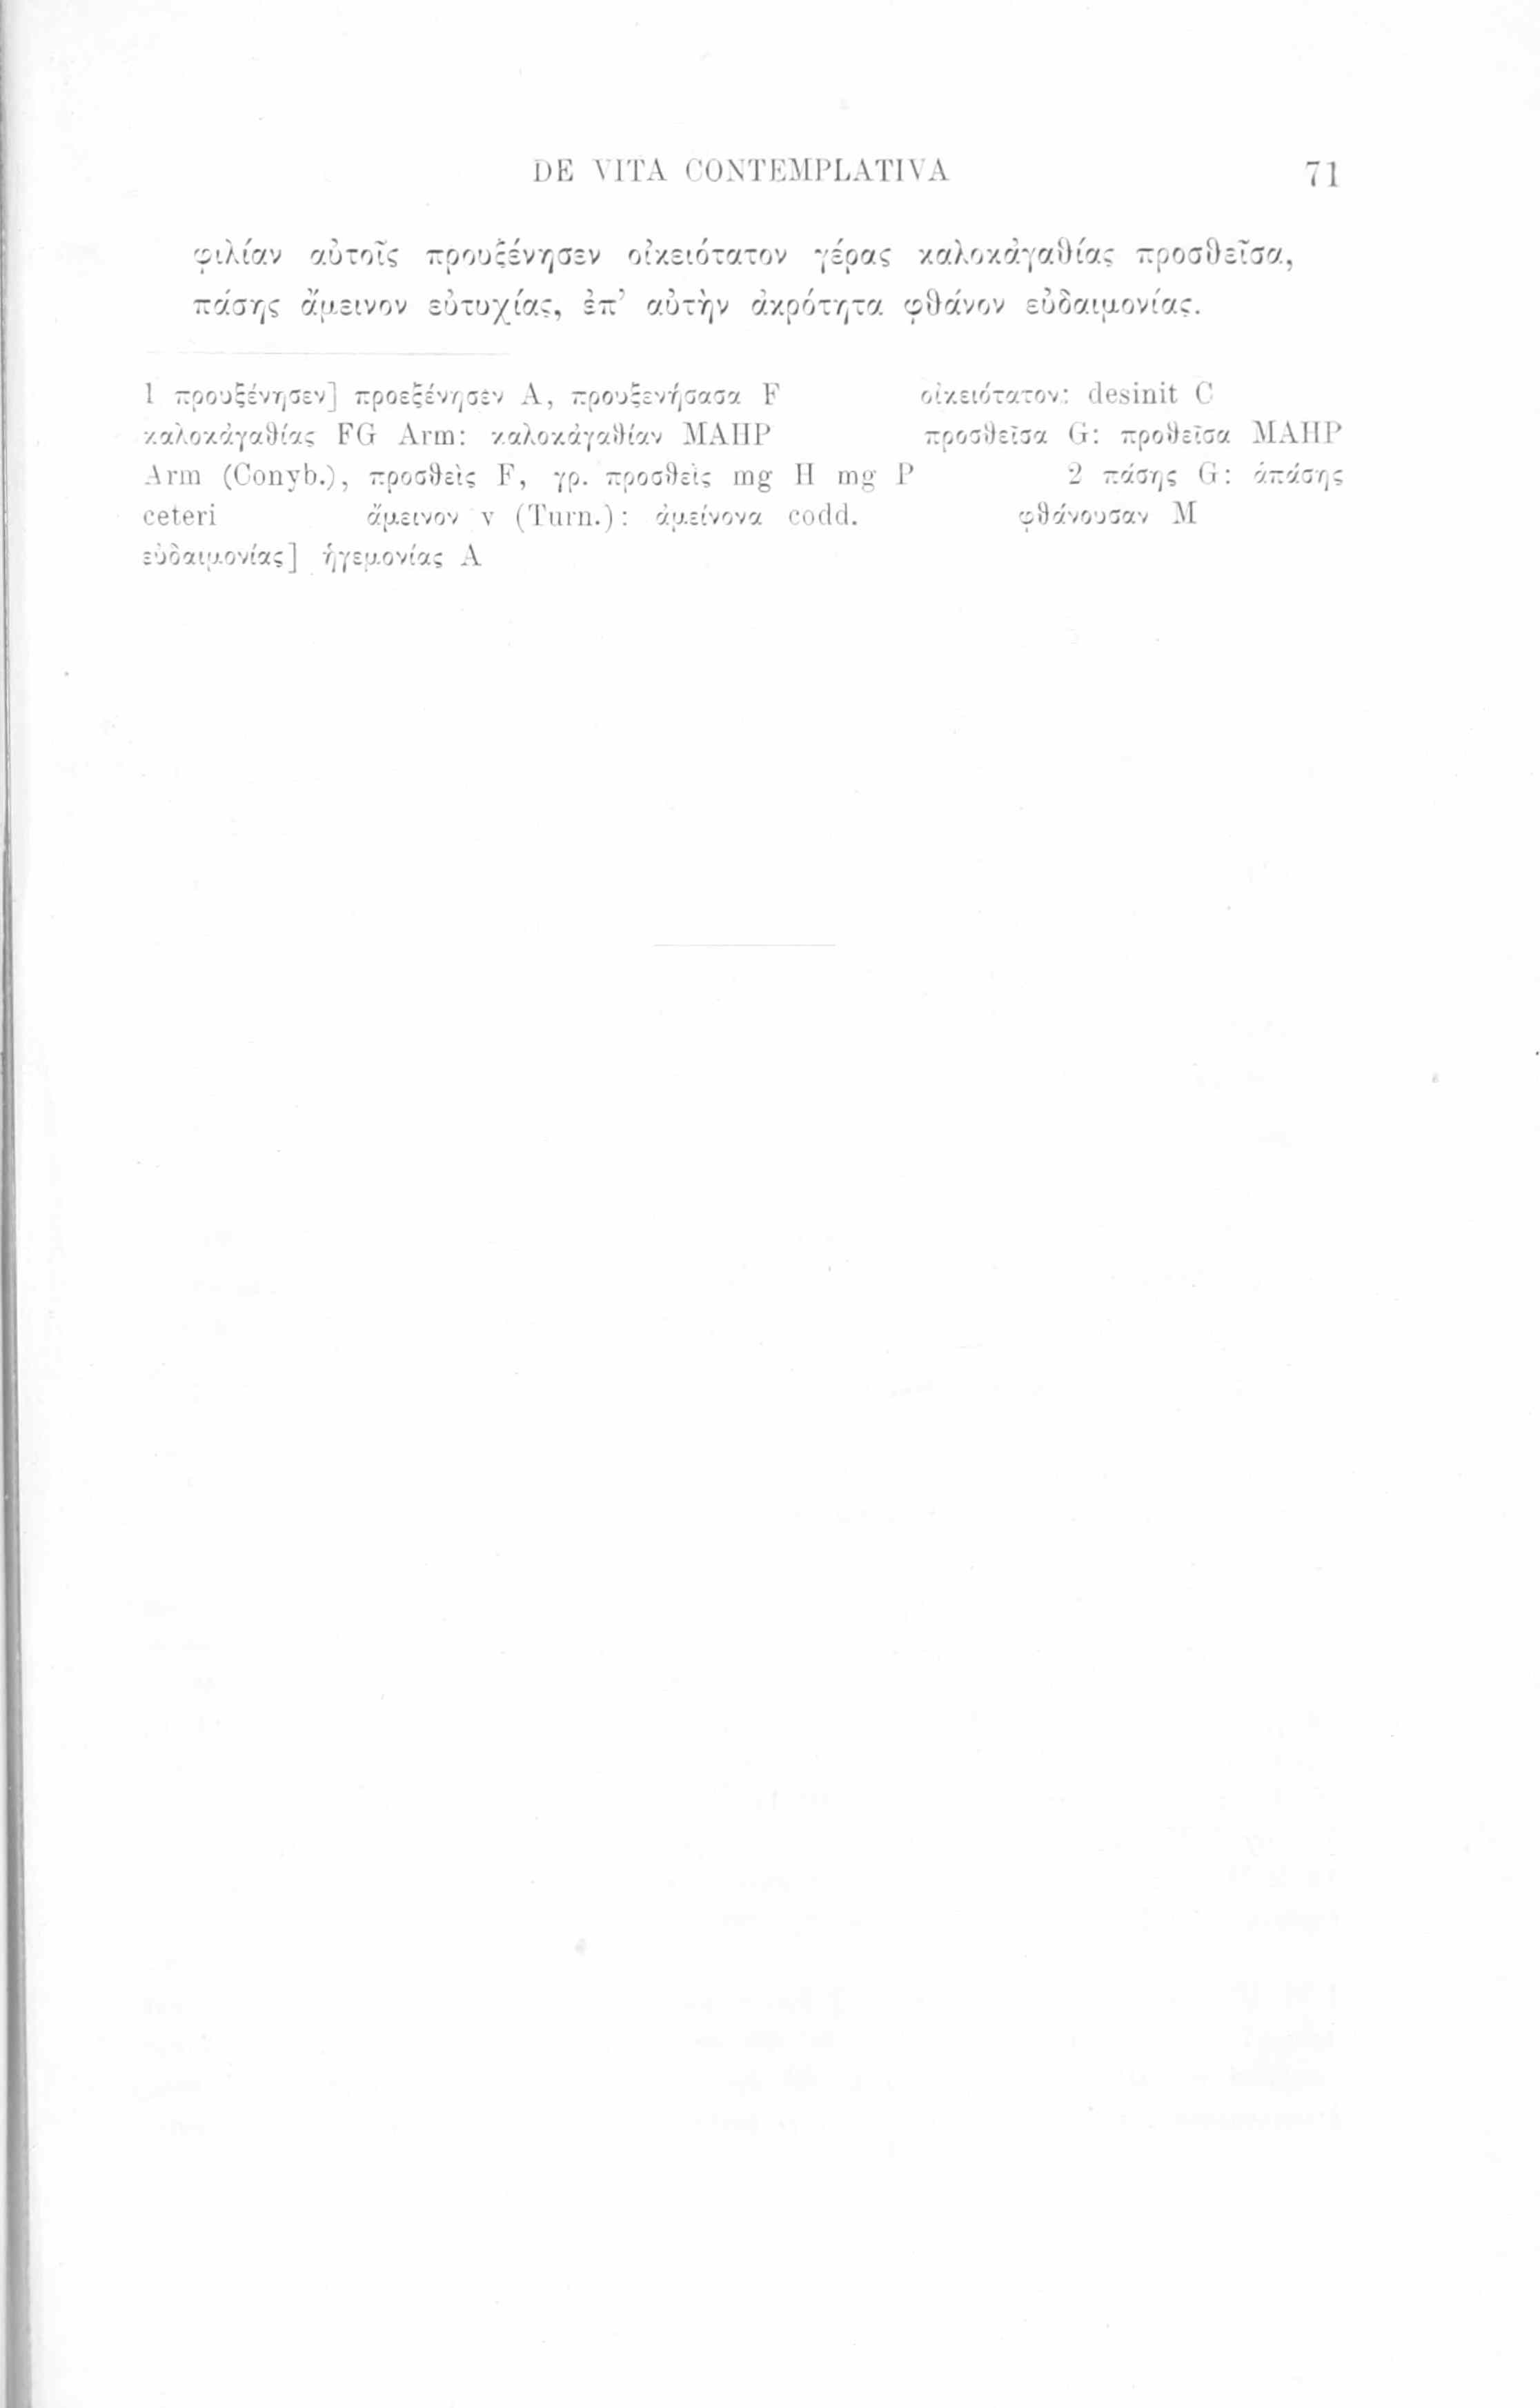 DE VITA CONTEMPLATIVA 71
φιλίαν αὐτοῖς προυξένησεν οἰκειότατον γέρας καλοκἀγαθίας προσθεῖσα,
πάσης ἄμεινον εὐτυχίας, ἐπ’ αὐτὴν ἀκρότητα φθάνον εὐδαιμονίας.
1 προυξένησεν] προεξένησεν A, προυξενήσασα F οἰκειότατον: desinit C
καλοκἀγαθίας FG Arm: καλοκἀγαθίαν MAHP προσθεῖσα G: προθεῖσα MAHP
Arm (Conyb.), προσθεὶς F, γρ. προσθείς mg H mg P 2 πάσης G: ἁπάσης
ceteri ἄμεινον v (Turn.): ἀμείνονα codd. φθάνουσαν M
εὐδαιμονίας] ἡγεμονίας A